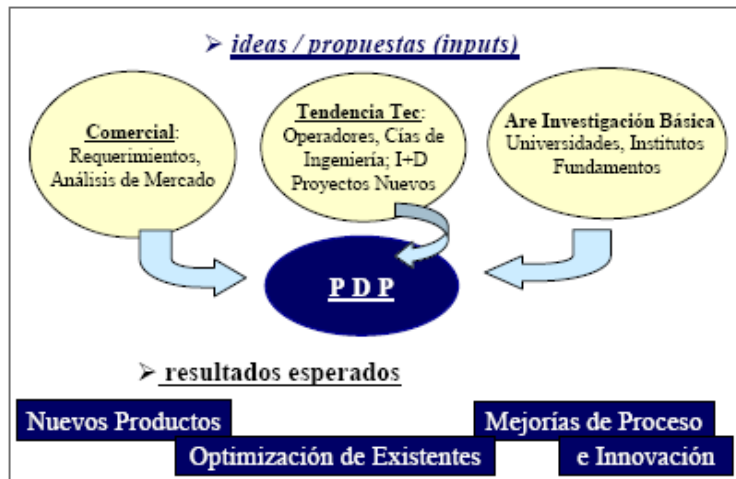 ➢ ideas / propuestas (inputs)
Comercial:
Requerimientos,
Análisis de Mercado
Tendencia Tec:
Operadores, Cías de
Ingeniería; I+D
Proyectos Nuevos
Are Investigación Básica
Universidades, Institutos
Fundamentos
P D P
➢ resultados esperados
Nuevos Productos
Optimización de Existentes
Mejorías de Proceso
e Innovación